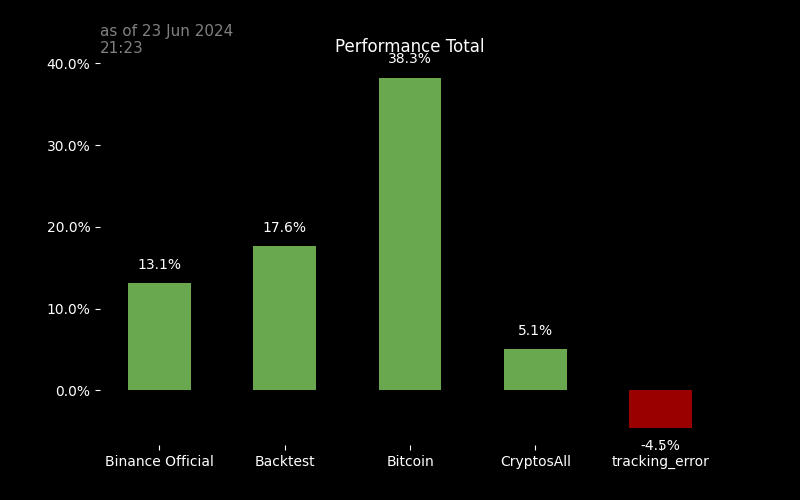 as of 23 Jun 2024
21:23
Performance Total
40.0%
30.0%
20.0%
10.0%
0.0%
13.1%
17.6%
38.3%
5.1%
-4.5%
Binance Official
Backtest
Bitcoin
CryptosAll
tracking_error